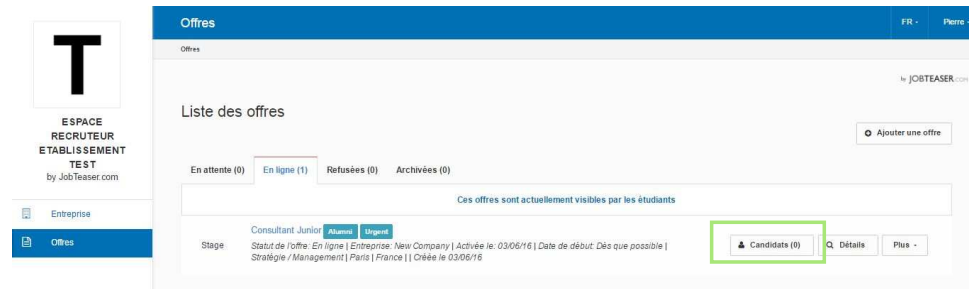 Offres
FR -
Pierre -
Offres
by JOBTEASER.COM
T
ESPACE
RECRUTEUR
ETABLISSEMENT
TEST
by JobTeaser.com
Entreprise
Offres
Liste des offres
Ajouter une offre
En attente (0) En ligne (1) Refusées (0) Archivées (0)
Ces offres sont actuellement visibles par les étudiants
Stage
Consultant Junior Alumni Urgent
Statut de l'offre: En ligne | Entreprise: New Company | Activée le: 03/06/16 | Date de début: Dès que possible |
Stratégie / Management | Paris | France | | Créée le 03/06/16
Candidats (0) Détails Plus -